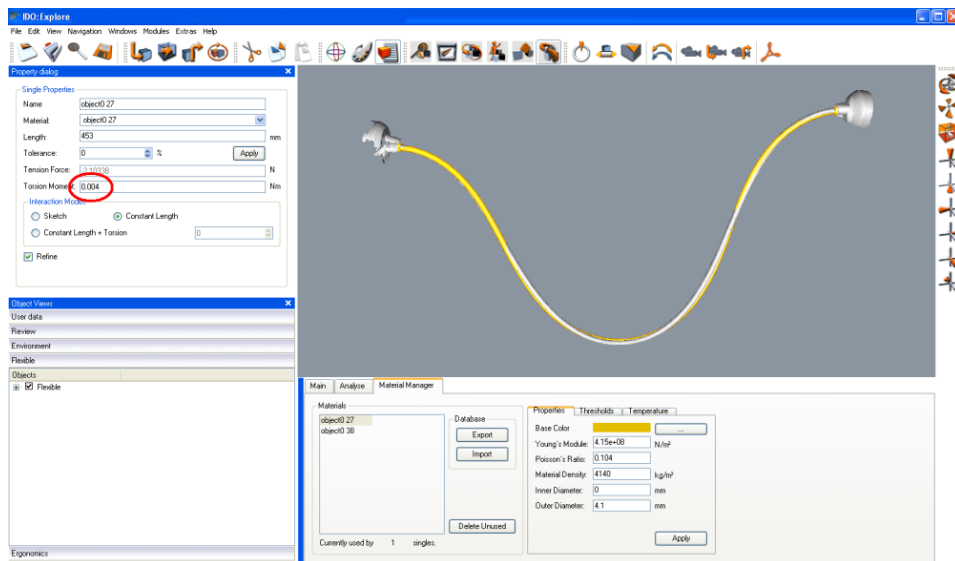 IDO:Explore
File Edit View Navigation Windows Modules Extras Help
Property dialog
Single Properties
Name object0 27
Material: object0 27
Length: 453 mm
Tolerance: 0 % Apply
Tension Force: 2.10338 N
Torsion Moment: 0.004 Nm
Interaction Modes
Sketch Constant Length
Constant Length + Torsion 0
Refine
Object Views
User data
Review
Environment
Flexible
Objects
Flexible
Ergonomics
Main Analyse Material Manager
Materials
object0 27
object0 3B
Currently used by 1 singles.
Database
Export
Import
Delete Unused
Properties Thresholds Temperature
Base Color ...
Young's Module: 4.15e+08 N/m²
Poisson's Ratio: 0.104
Material Density: 4140 kg/m³
Inner Diameter: 0 mm
Outer Diameter: 4.1 mm
Apply